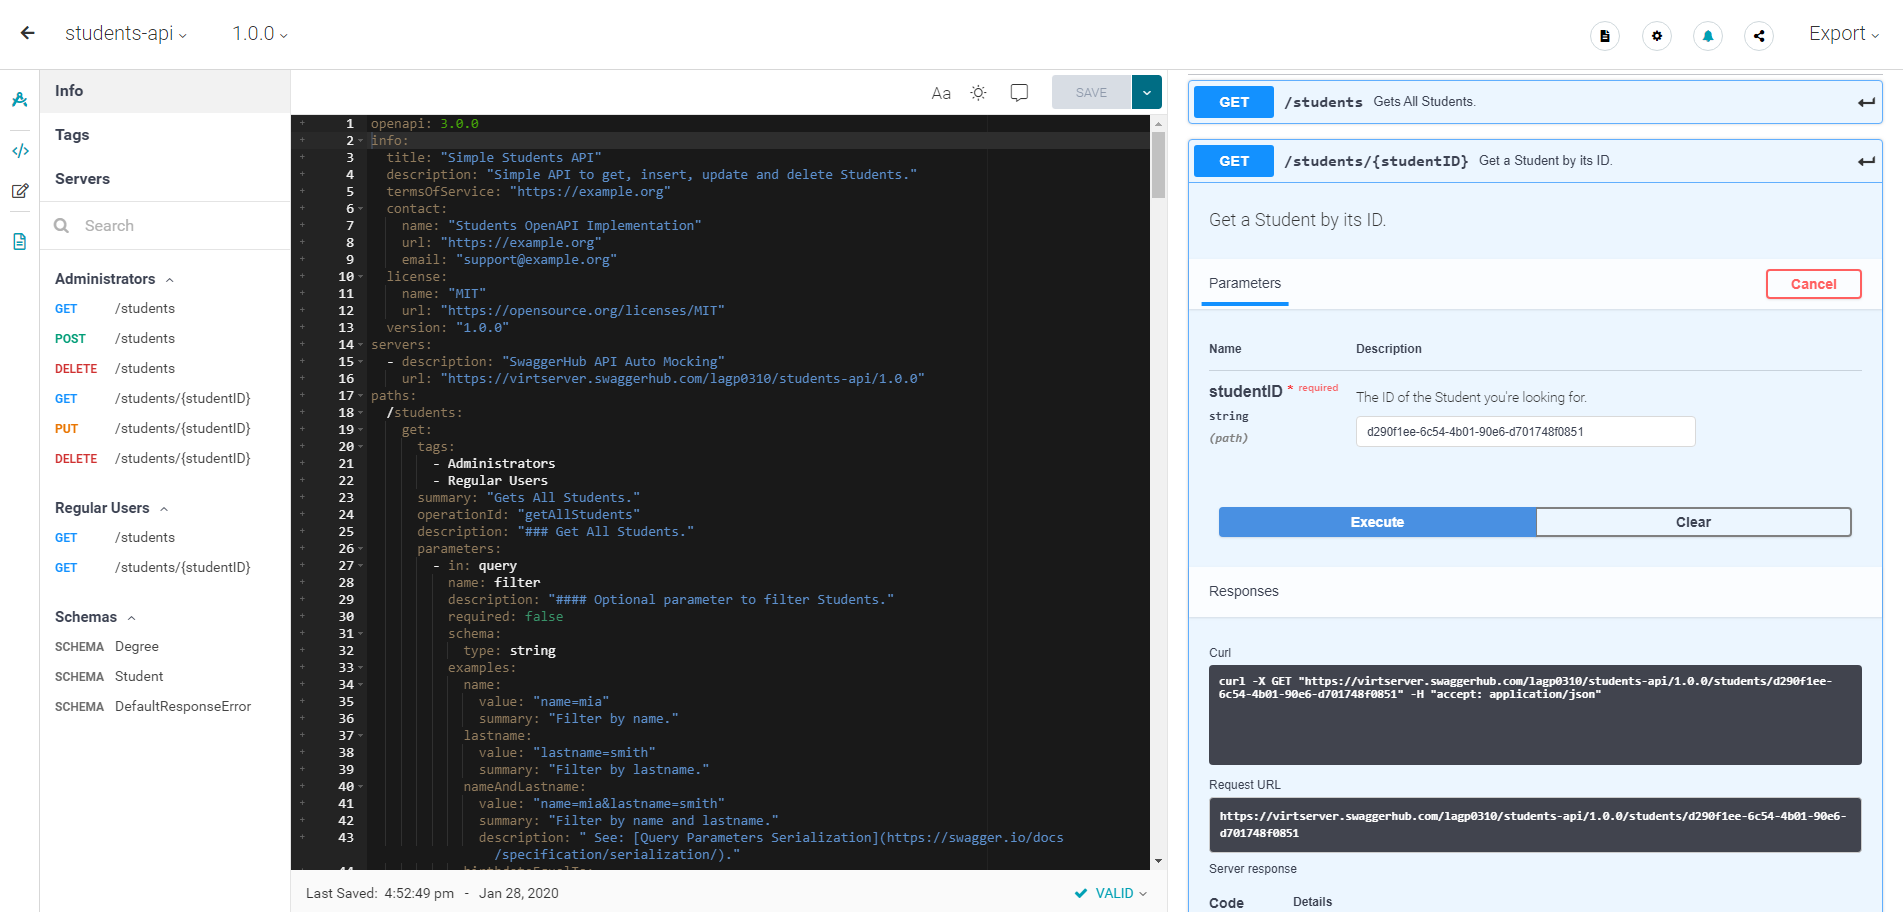 students-api
1.0.0
Export
Info
Tags
Servers
Search
Administrators
GET /students
POST /students
DELETE /students
GET /students/{studentID}
PUT /students/{studentID}
DELETE /students/{studentID}
Regular Users
GET /students
GET /students/{studentID}
Schemas
SCHEMA Degree
SCHEMA Student
SCHEMA DefaultResponseError
Aa
SAVE
1 openapi: 3.0.0
2 info:
3 title: "Simple Students API"
4 description: "Simple API to get, insert, update and delete Students."
5 termsOfService: "https://example.org"
6 contact:
7 name: "Students OpenAPI Implementation"
8 url: "https://example.org"
9 email: "support@example.org"
10 license:
11 name: "MIT"
12 url: "https://opensource.org/licenses/MIT"
13 version: "1.0.0"
14 servers:
15 - description: "SwaggerHub API Auto Mocking"
16 url: "https://virtserver.swaggerhub.com/lagp0310/students-api/1.0.0"
17 paths:
18 /students:
19 get:
20 tags:
21 - Administrators
22 - Regular Users
23 summary: "Gets All Students."
24 operationId: "getAllStudents"
25 description: "### Get All Students."
26 parameters:
27 - in: query
28 name: filter
29 description: "#### Optional parameter to filter Students."
30 required: false
31 schema:
32 type: string
33 examples:
34 name:
35 value: "name=mia"
36 summary: "Filter by name."
37 lastname:
38 value: "lastname=smith"
39 summary: "Filter by lastname."
40 nameAndLastname:
41 value: "name=mia&lastname=smith"
42 summary: "Filter by name and lastname."
43 description: " See: [Query Parameters Serialization](https://swagger.io/docs
/specification/serialization/)."
44 birthdateEqualTo:
Last Saved: 4:52:49 pm - Jan 28, 2020
VALID
GET /students Gets All Students.
GET /students/{studentID} Get a Student by its ID.
Get a Student by its ID.
Parameters
Cancel
Name Description
studentID * required
string
(path)
The ID of the Student you're looking for.
d290f1ee-6c54-4b01-90e6-d701748f0851
Execute
Clear
Responses
Curl
curl -X GET "https://virtserver.swaggerhub.com/lagp0310/students-api/1.0.0/students/d290f1ee-
6c54-4b01-90e6-d701748f0851" -H "accept: application/json"
Request URL
https://virtserver.swaggerhub.com/lagp0310/students-api/1.0.0/students/d290f1ee-6c54-4b01-90e6-
d701748f0851
Server response
Code Details